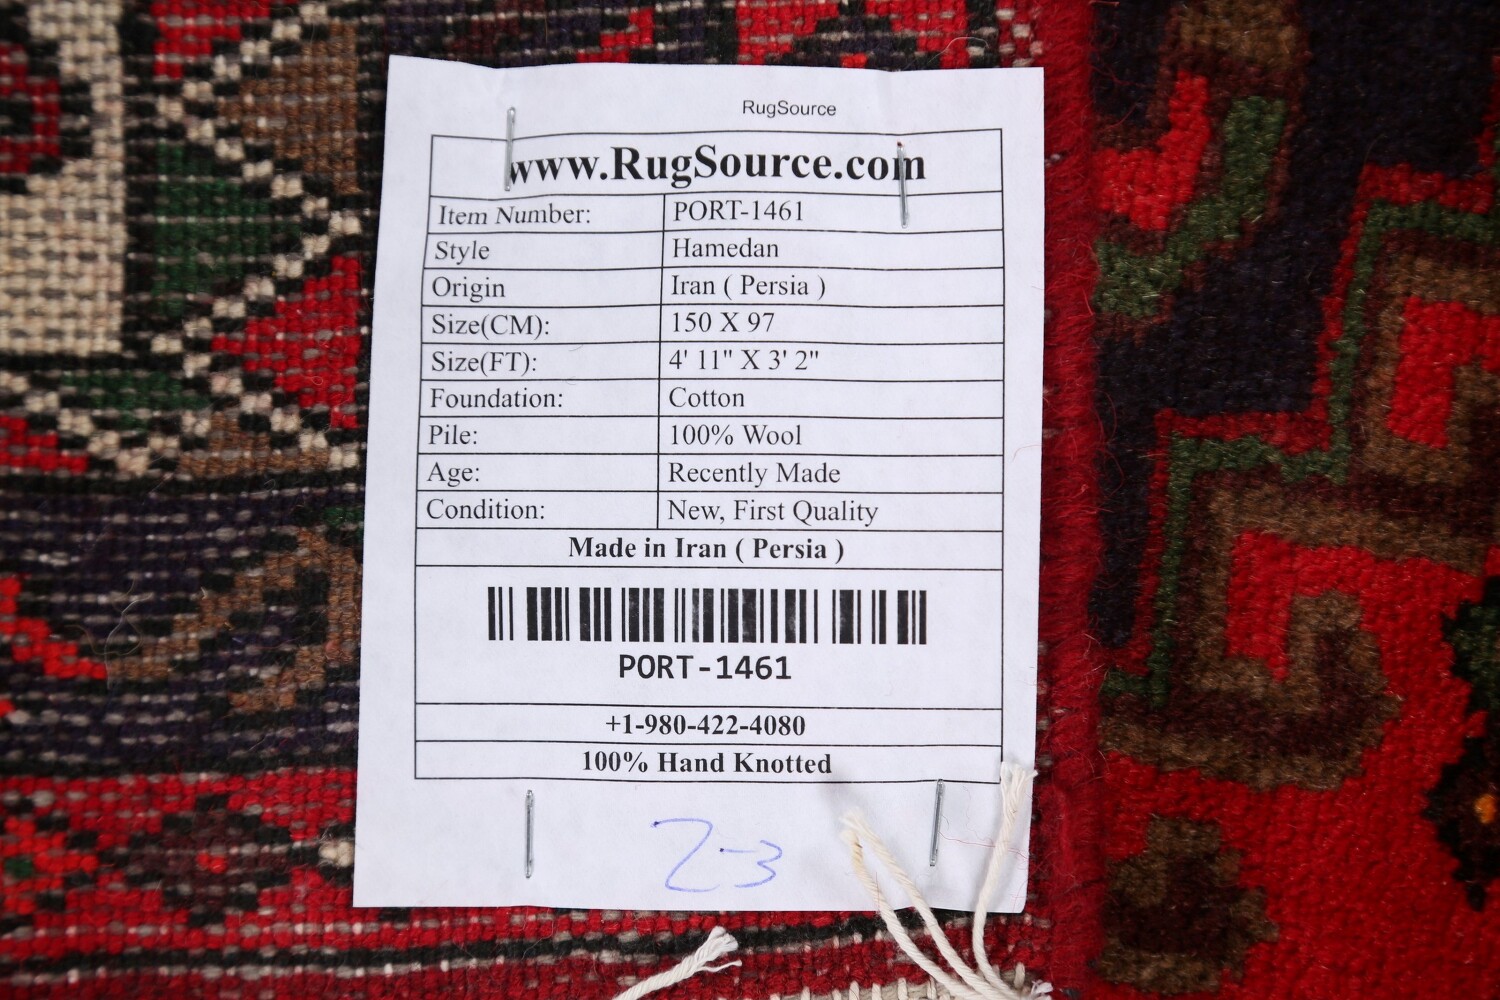 RugSource
www.RugSource.com
Item Number: PORT-1461
Style Hamedan
Origin Iran ( Persia )
Size(CM): 150 X 97
Size(FT): 4' 11" X 3' 2"
Foundation: Cotton
Pile: 100% Wool
Age: Recently Made
Condition: New, First Quality
Made in Iran ( Persia )
PORT-1461
+1-980-422-4080
100% Hand Knotted